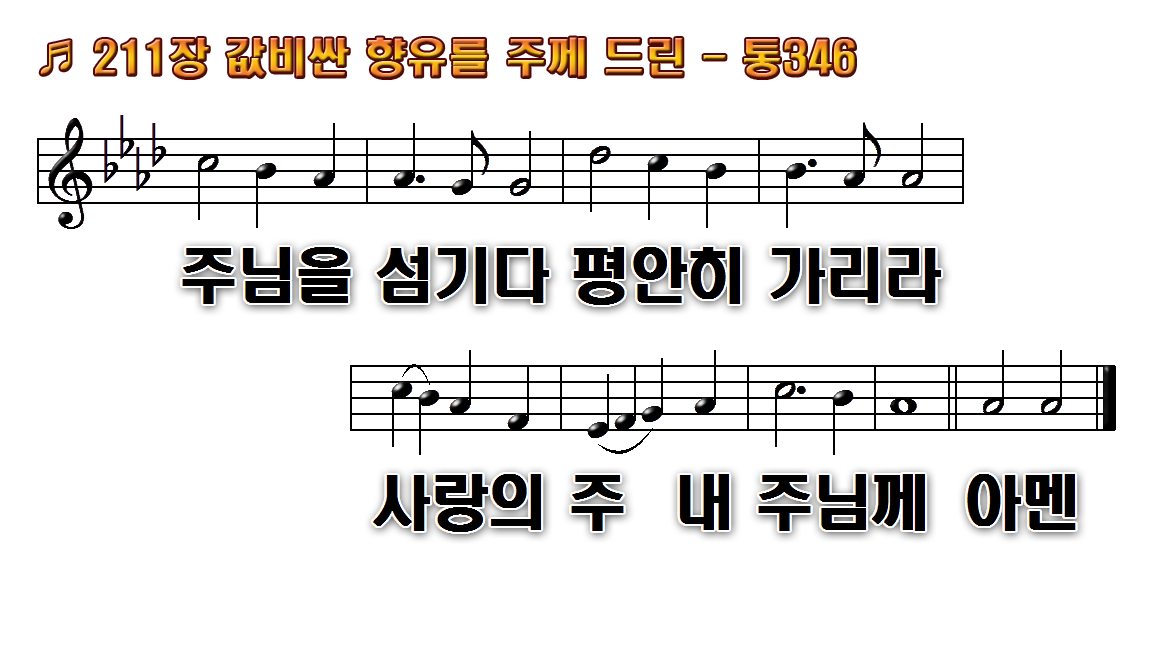 ♬ 211장 값비싼 향유를 주께 드린 - 통346
주님을 섬기다 평안히 가리라
사랑의 주 내 주님께 아멘